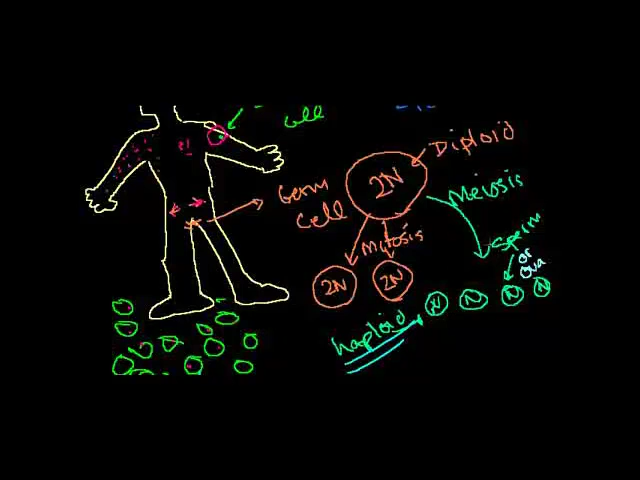 cell
Diploid
2N
Germ
cell
Meiosis
Mitosis
2N 2N
Sperm
or
Ova
N N N N
haploid